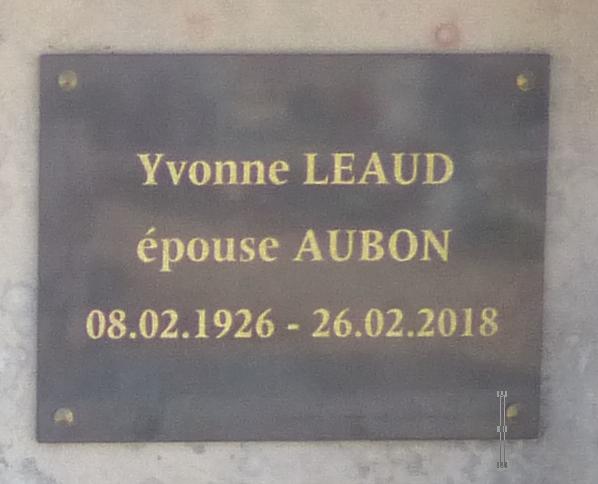 Yvonne LEAUD
épouse AUBON
08.02.1926 - 26.02.2018